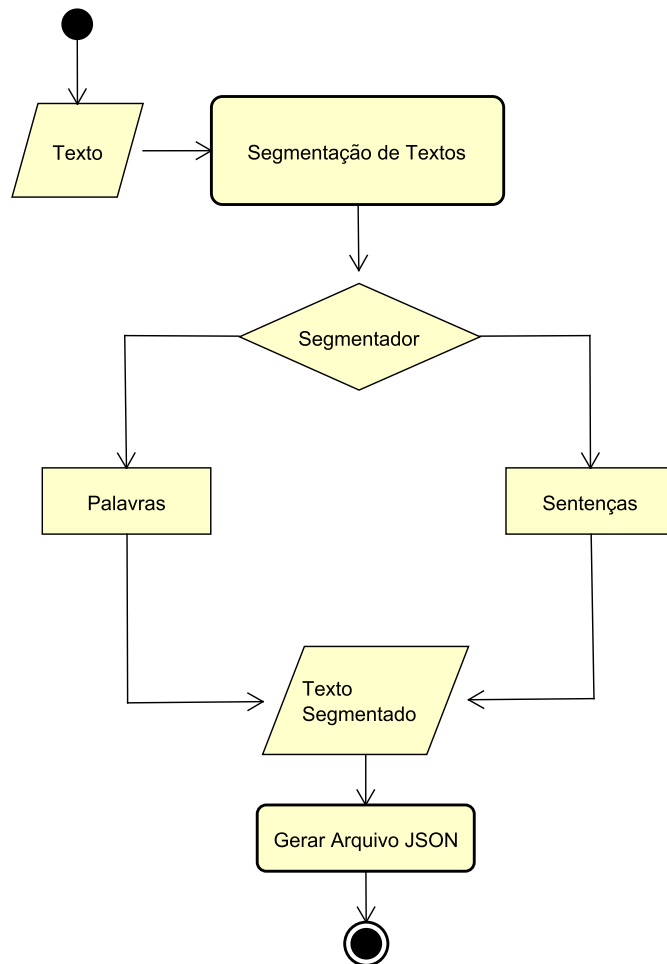 Texto
Segmentação de Textos
Segmentador
Palavras
Sentenças
Texto
Segmentado
Gerar Arquivo JSON